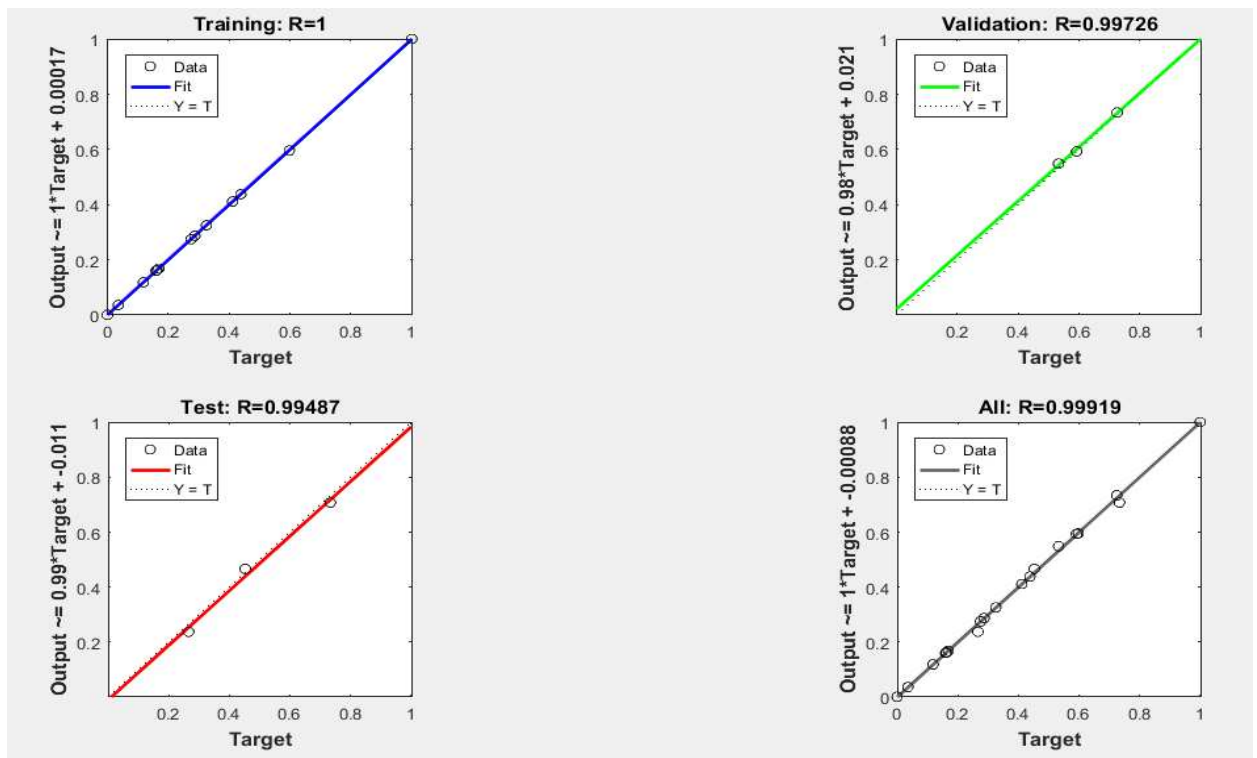 Training: R=1
Output ~= 1*Target + 0.00017
Data
Fit
Y = T
1
0.8
0.6
0.4
0.2
0
0 0.2 0.4 0.6 0.8 1
Target
Validation: R=0.99726
Output ~= 0.98*Target + 0.021
Data
Fit
Y = T
1
0.8
0.6
0.4
0.2
0.2 0.4 0.6 0.8 1
Target
Test: R=0.99487
Output ~= 0.99*Target + -0.011
Data
Fit
Y = T
1
0.8
0.6
0.4
0.2
0.2 0.4 0.6 0.8 1
Target
All: R=0.99919
Output ~= 1*Target + -0.00088
Data
Fit
Y = T
1
0.8
0.6
0.4
0.2
0
0 0.2 0.4 0.6 0.8 1
Target